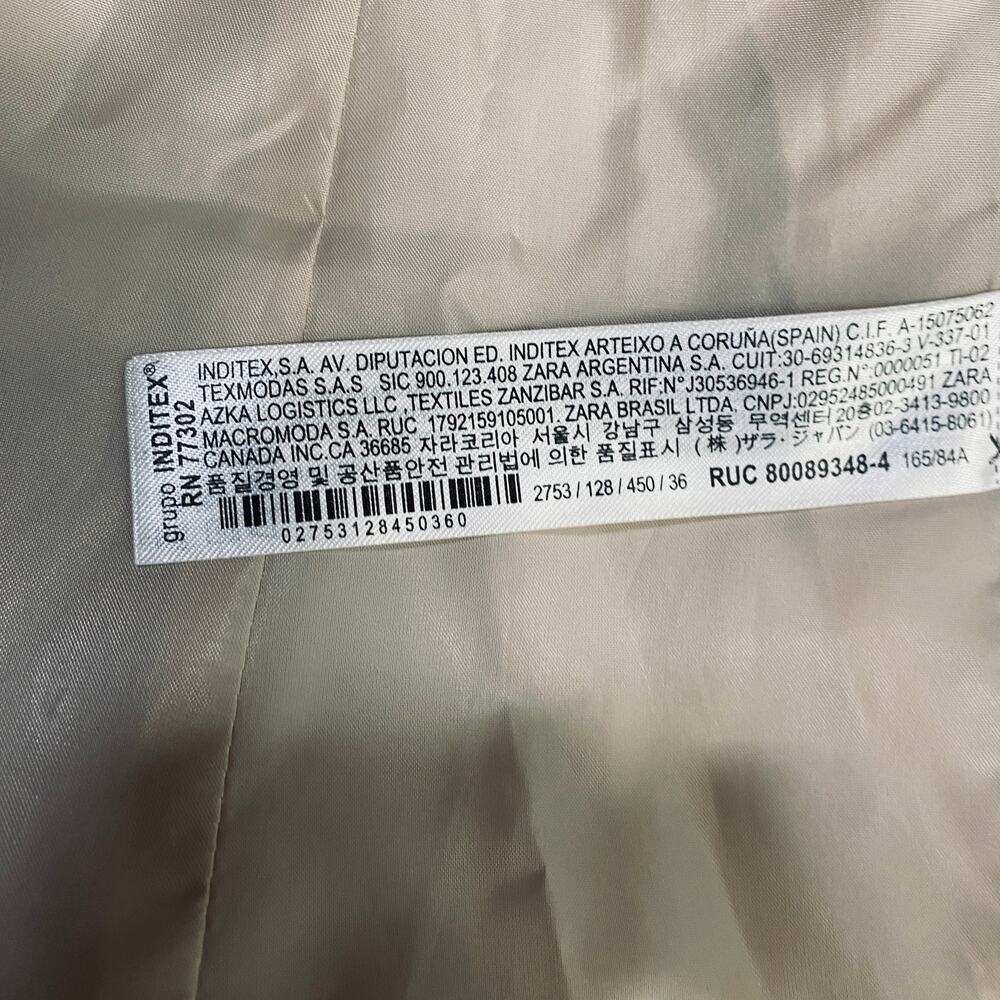 grupo INDITEX®
RN 77302
INDITEX,S.A. AV. DIPUTACION ED. INDITEX ARTEIXO A CORUÑA(SPAIN) C.I.F. A-15075062
TEXMODAS S.A.S SIC 900.123.408 ZARA ARGENTINA S.A. CUIT:30-69314836-3 V-337-01
AZKA LOGISTICS LLC ,TEXTILES ZANZIBAR S.A. RIF:N°J30536946-1 REG.N°:0000051 TI-02
MACROMODA S.A. RUC 1792159105001. ZARA BRASIL LTDA. CNPJ:02952485000491 ZARA
CANADA INC.CA 36685 자라코리아 서울시 강남구 삼성동 무역센터 20층02-3413-9800
품질경영 및 공산품안전 관리법에 의한 품질표시 (株)ザラ・ジャパン (03-6415-8061)
2753 / 128 / 450 / 36 RUC 80089348-4 165/84A
02753128450360